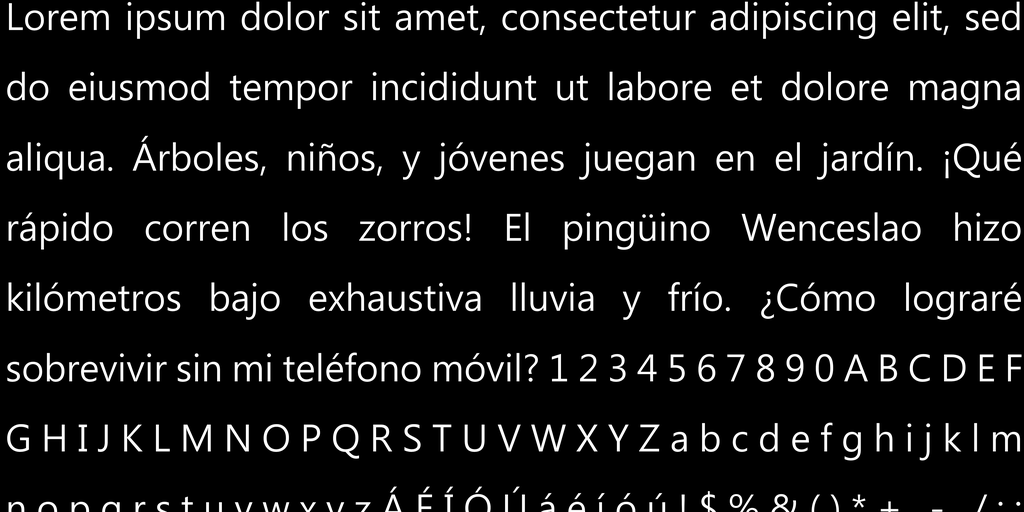 Lorem ipsum dolor sit amet, consectetur adipiscing elit, sed
do eiusmod tempor incididunt ut labore et dolore magna
aliqua. Árboles, niños, y jóvenes juegan en el jardín. ¡Qué
rápido corren los zorros! El pingüino Wenceslao hizo
kilómetros bajo exhaustiva lluvia y frío. ¿Cómo lograré
sobrevivir sin mi teléfono móvil? 1 2 3 4 5 6 7 8 9 0 A B C D E F
G H I J K L M N O P Q R S T U V W X Y Z a b c d e f g h i j k l m
n o p q r s t u v w x y z Á É Í Ó Ú á é í ó ú ! $ % & ( ) * + , - . / : ;